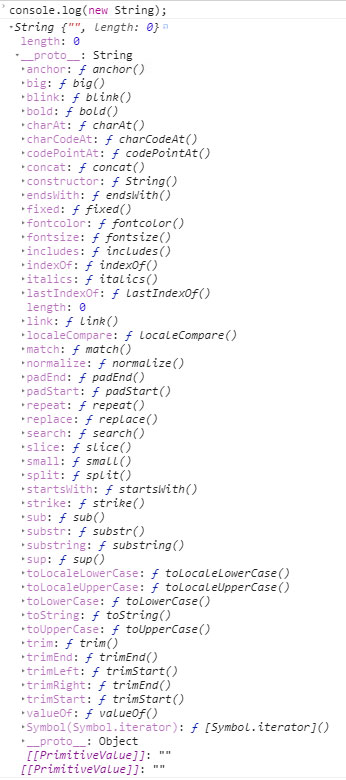 console.log(new String);
String {"", length: 0}
length: 0
__proto__: String
anchor: ƒ anchor()
big: ƒ big()
blink: ƒ blink()
bold: ƒ bold()
charAt: ƒ charAt()
charCodeAt: ƒ charCodeAt()
codePointAt: ƒ codePointAt()
concat: ƒ concat()
constructor: ƒ String()
endsWith: ƒ endsWith()
fixed: ƒ fixed()
fontcolor: ƒ fontcolor()
fontsize: ƒ fontsize()
includes: ƒ includes()
indexOf: ƒ indexOf()
italics: ƒ italics()
lastIndexOf: ƒ lastIndexOf()
length: 0
link: ƒ link()
localeCompare: ƒ localeCompare()
match: ƒ match()
normalize: ƒ normalize()
padEnd: ƒ padEnd()
padStart: ƒ padStart()
repeat: ƒ repeat()
replace: ƒ replace()
search: ƒ search()
slice: ƒ slice()
small: ƒ small()
split: ƒ split()
startsWith: ƒ startsWith()
strike: ƒ strike()
sub: ƒ sub()
substr: ƒ substr()
substring: ƒ substring()
sup: ƒ sup()
toLocaleLowerCase: ƒ toLocaleLowerCase()
toLocaleUpperCase: ƒ toLocaleUpperCase()
toLowerCase: ƒ toLowerCase()
toString: ƒ toString()
toUpperCase: ƒ toUpperCase()
trim: ƒ trim()
trimEnd: ƒ trimEnd()
trimLeft: ƒ trimStart()
trimRight: ƒ trimEnd()
trimStart: ƒ trimStart()
valueOf: ƒ valueOf()
Symbol(Symbol.iterator): ƒ [Symbol.iterator]()
__proto__: Object
[[PrimitiveValue]]: ""
[[PrimitiveValue]]: ""